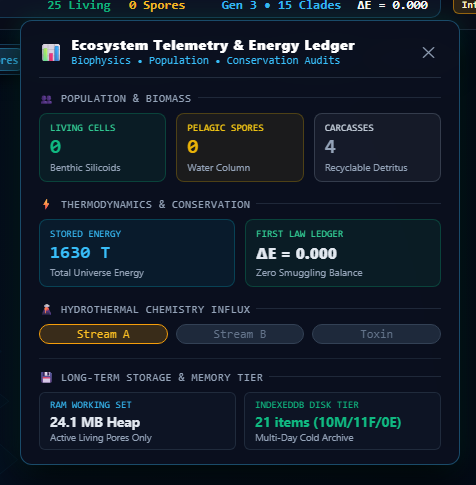 25 Living 0 Spores Gen 3 • 15 Clades ΔE = 0.000
Ecosystem Telemetry & Energy Ledger
Biophysics • Population • Conservation Audits
POPULATION & BIOMASS
LIVING CELLS
0
Benthic Silicoids
PELAGIC SPORES
0
Water Column
CARCASSES
4
Recyclable Detritus
THERMODYNAMICS & CONSERVATION
STORED ENERGY
1630 T
Total Universe Energy
FIRST LAW LEDGER
ΔE = 0.000
Zero Smuggling Balance
HYDROTHERMAL CHEMISTRY INFLUX
Stream A
Stream B
Toxin
LONG-TERM STORAGE & MEMORY TIER
RAM WORKING SET
24.1 MB Heap
Active Living Pores Only
INDEXEDDB DISK TIER
21 items (10M/11F/0E)
Multi-Day Cold Archive